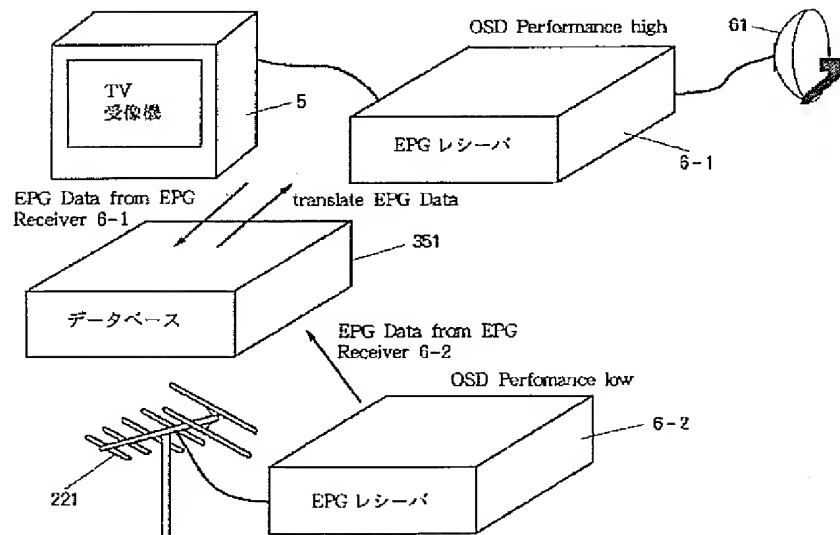 OSD Performance high
61
TV
受像機
5
EPG レシーバ
6-1
EPG Data from EPG
Receiver 6-1
translate EPG Data
351
データベース
EPG Data from EPG
Receiver 6-2
OSD Perfomance low
6-2
221
EPG レシーバ